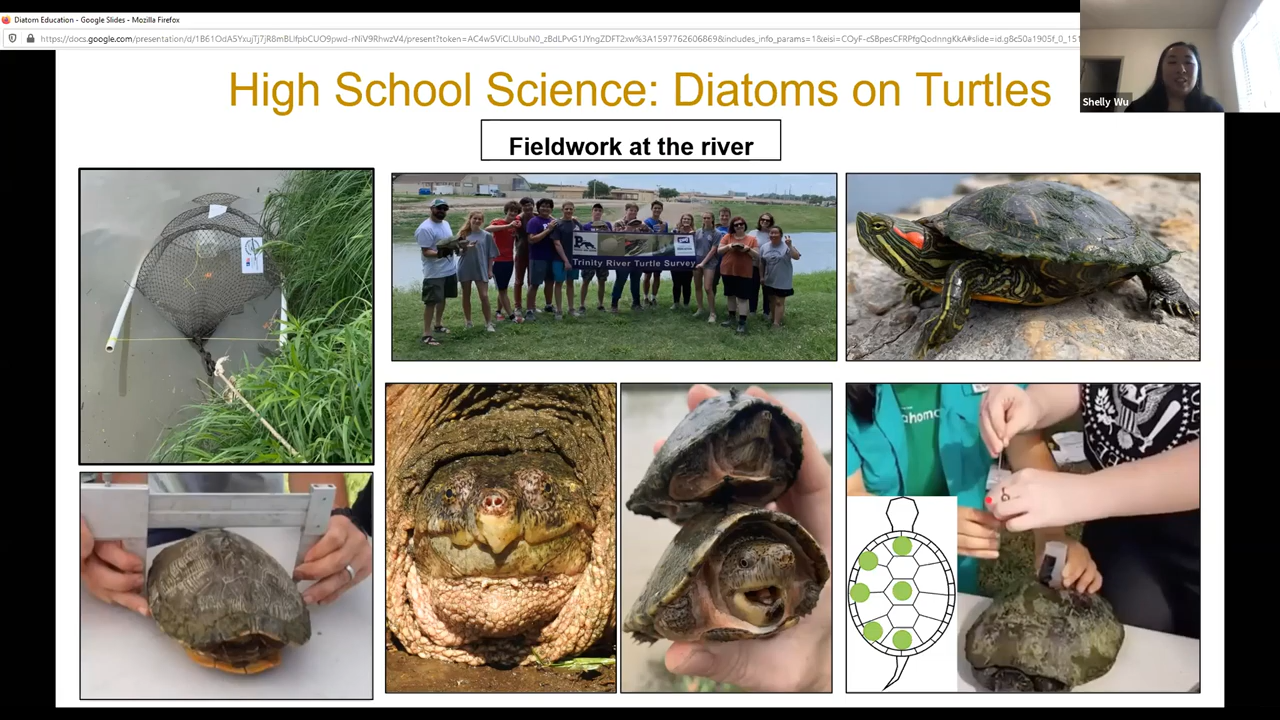 Diatom Education - Google Slides - Mozilla Firefox
High School Science: Diatoms on Turtles
Shelly Wu
Fieldwork at the river
Trinity River Turtle Survey
ahoma